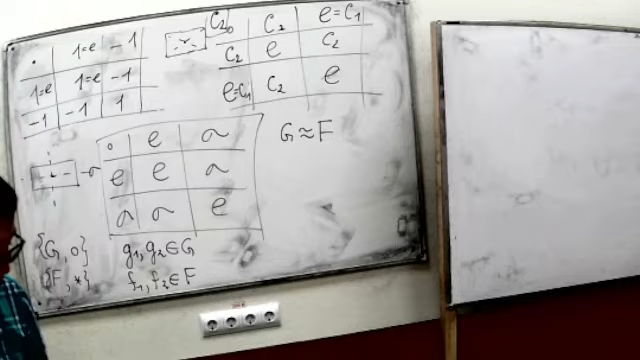 · 1=e -1
1=e 1=e -1
-1 -1 1
C₂ C₂ e=C₁
C₂ e C₂
e=C₁ C₂ e
∘ e σ
e e σ
σ σ e
G ≈ F
{G, ∘} g₁, g₂ ∈ G
{F, *} f₁, f₂ ∈ F